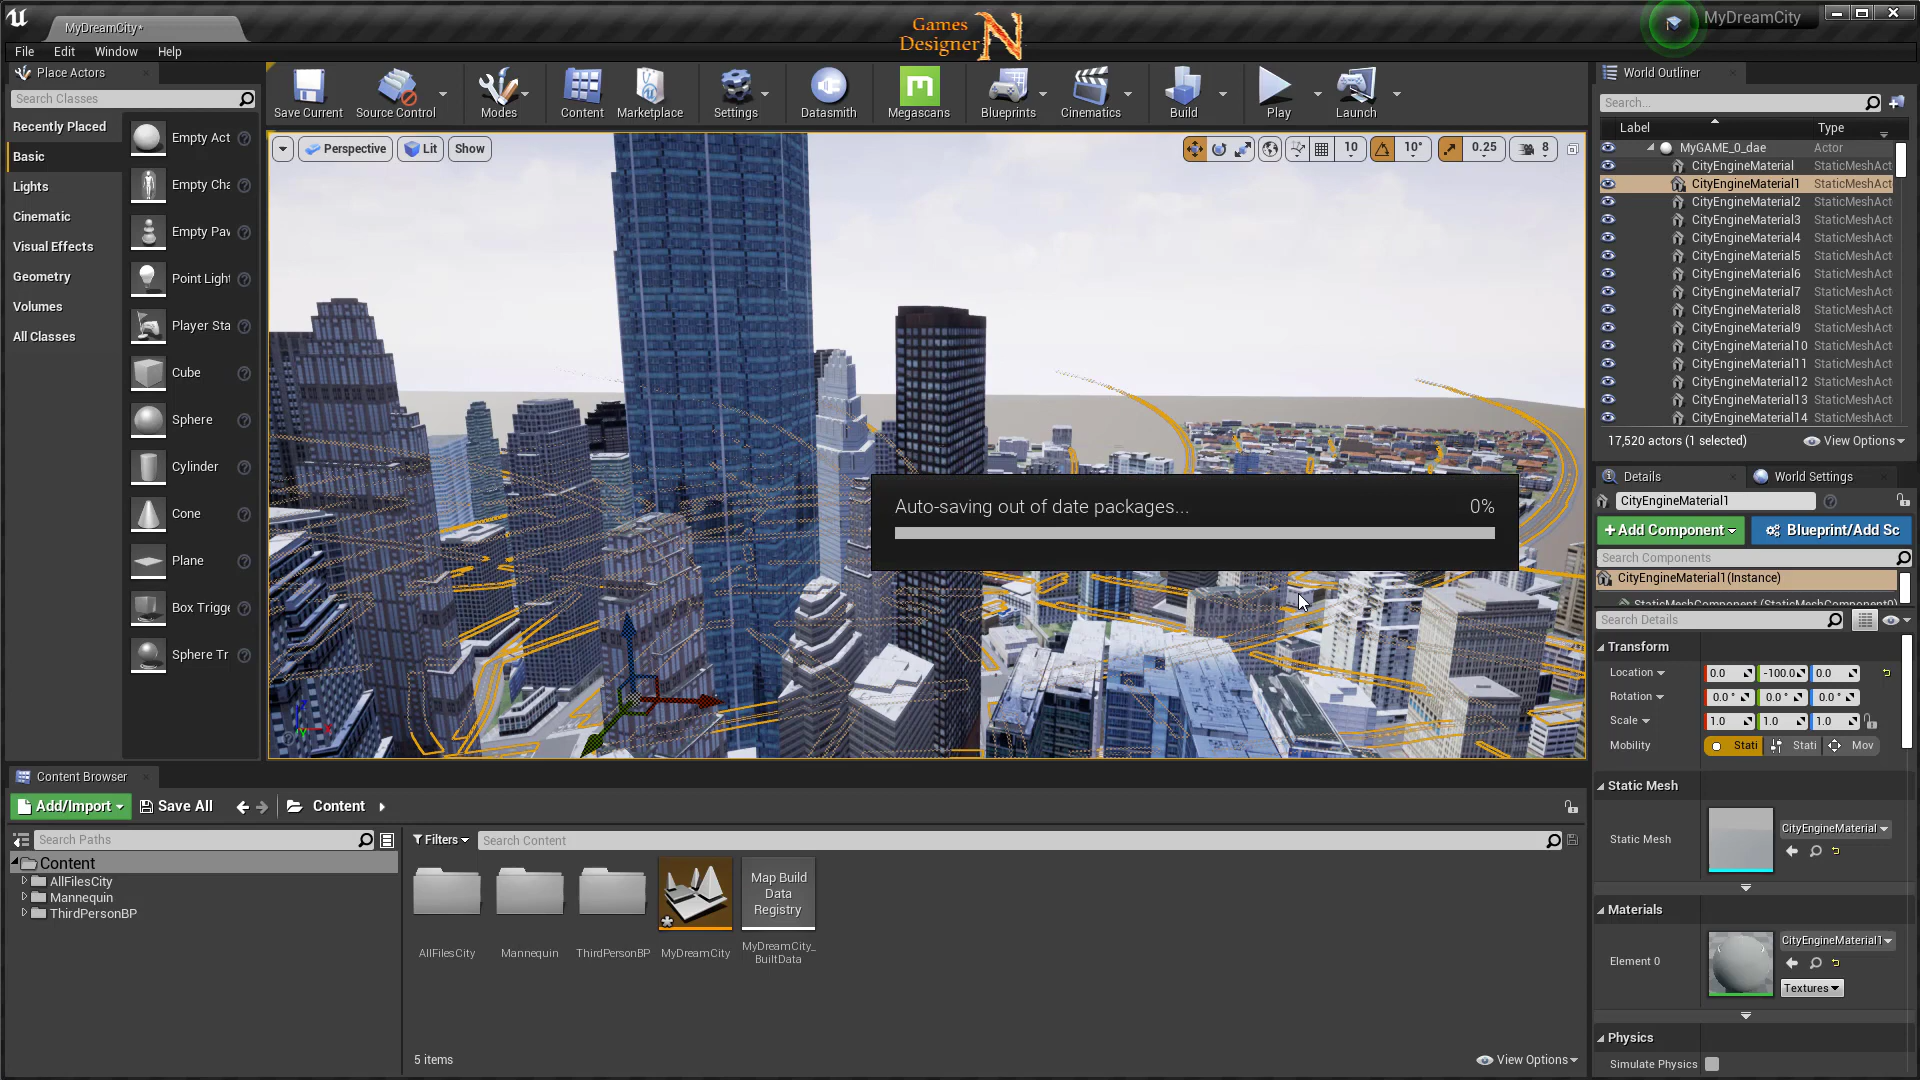 MyDreamCity*
Games
Designer
MyDreamCity
File Edit Window Help
Place Actors
Search Classes
Recently Placed
Basic
Lights
Cinematic
Visual Effects
Geometry
Volumes
All Classes
Empty Act
Empty Cha
Empty Pav
Point Light
Player Sta
Cube
Sphere
Cylinder
Cone
Plane
Box Trigge
Sphere Tr
Save Current
Source Control
Modes
Content
Marketplace
Settings
Datasmith
Megascans
Blueprints
Cinematics
Build
Play
Launch
Perspective
Lit
Show
10
10°
0.25
8
Auto-saving out of date packages... 0%
World Outliner
Search...
Label Type
MyGAME_0_dae Actor
CityEngineMaterial StaticMeshAct
CityEngineMaterial1 StaticMeshAct
CityEngineMaterial2 StaticMeshAct
CityEngineMaterial3 StaticMeshAct
CityEngineMaterial4 StaticMeshAct
CityEngineMaterial5 StaticMeshAct
CityEngineMaterial6 StaticMeshAct
CityEngineMaterial7 StaticMeshAct
CityEngineMaterial8 StaticMeshAct
CityEngineMaterial9 StaticMeshAct
CityEngineMaterial10 StaticMeshAct
CityEngineMaterial11 StaticMeshAct
CityEngineMaterial12 StaticMeshAct
CityEngineMaterial13 StaticMeshAct
CityEngineMaterial14 StaticMeshAct
17,520 actors (1 selected) View Options
Details World Settings
CityEngineMaterial1
+Add Component Blueprint/Add Sc
Search Components
CityEngineMaterial1(Instance)
StaticMeshComponent (StaticMeshComponent0)
Search Details
Transform
Location 0.0 -100.0 0.0
Rotation 0.0 ° 0.0 ° 0.0 °
Scale 1.0 1.0 1.0
Mobility Stati Stati Mov
Static Mesh
Static Mesh CityEngineMaterial
Materials
Element 0 CityEngineMaterial1
Textures
Physics
Simulate Physics
Content Browser
Add/Import Save All Content
Search Paths
Content
AllFilesCity
Mannequin
ThirdPersonBP
Filters Search Content
Map Build
Data
Registry
AllFilesCity
Mannequin
ThirdPersonBP
MyDreamCity
MyDreamCity_
BuiltData
5 items View Options